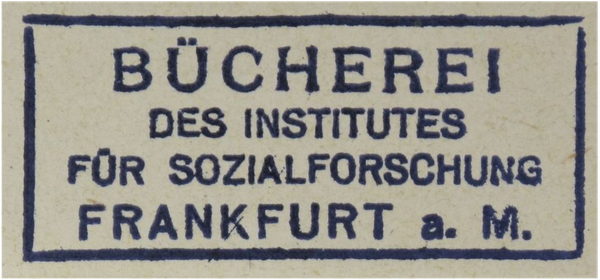 BÜCHEREI
DES INSTITUTES
FÜR SOZIALFORSCHUNG
FRANKFURT a. M.